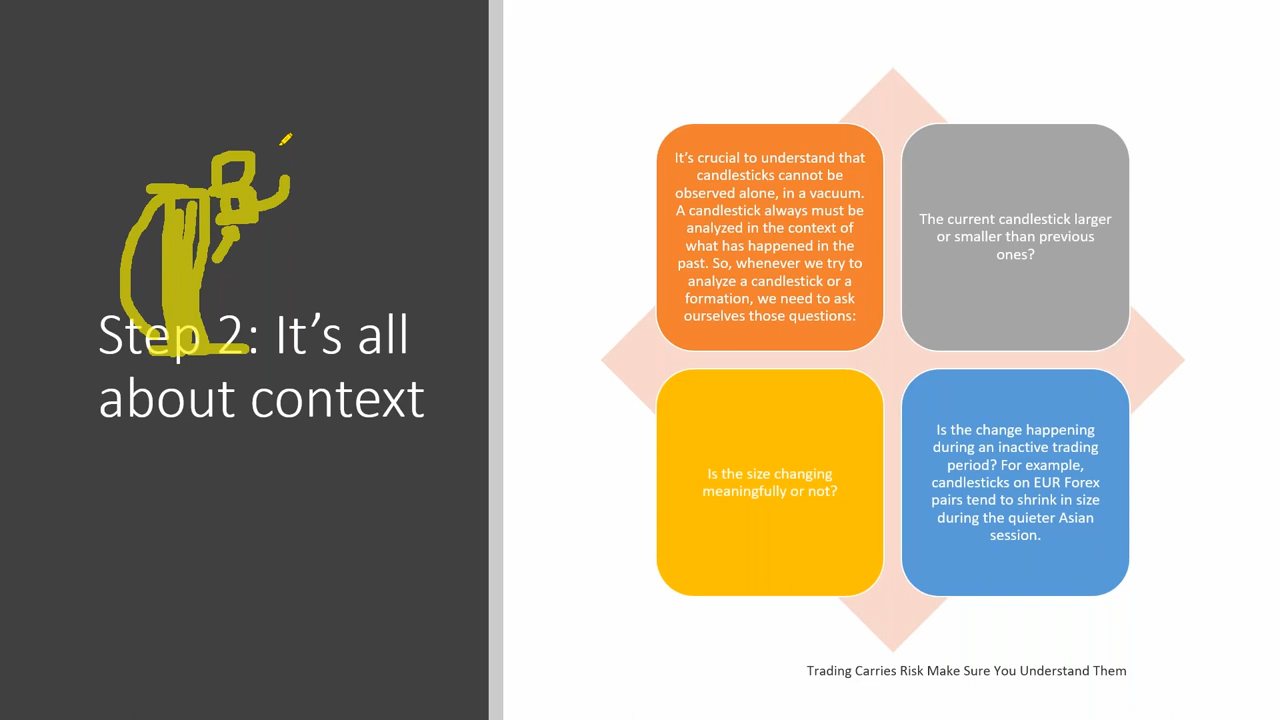 Step 2: It’s all
about context
It’s crucial to understand that
candlesticks cannot be
observed alone, in a vacuum.
A candlestick always must be
analyzed in the context of
what has happened in the
past. So, whenever we try to
analyze a candlestick or a
formation, we need to ask
ourselves those questions:
The current candlestick larger
or smaller than previous
ones?
Is the size changing
meaningfully or not?
Is the change happening
during an inactive trading
period? For example,
candlesticks on EUR Forex
pairs tend to shrink in size
during the quieter Asian
session.
Trading Carries Risk Make Sure You Understand Them